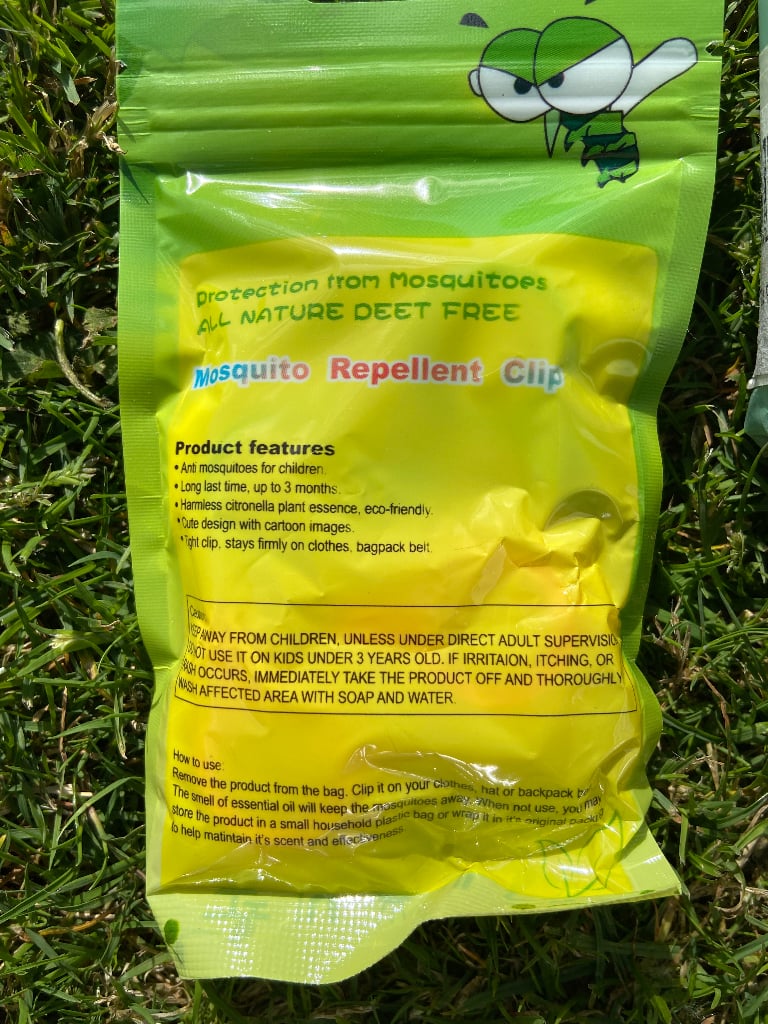 Protection from Mosquitoes
ALL NATURE DEET FREE
Mosquito Repellent Clip
Product features
• Anti mosquitoes for children.
• Long last time, up to 3 months.
• Harmless citronella plant essence, eco-friendly.
• Cute design with cartoon images.
• Tight clip, stays firmly on clothes, bagpack belt.
KEEP AWAY FROM CHILDREN, UNLESS UNDER DIRECT ADULT
DO NOT USE IT ON KIDS UNDER 3 YEARS OLD. IF IRRITAION, ITCHING, OR
RASH OCCURS, IMMEDIATELY TAKE THE PRODUCT OFF AND THOROUGHLY
WASH AFFECTED AREA WITH SOAP AND WATER.
How to use:
Remove the product from the bag. Clip it on your clothes, hat or backpack
The smell of essential oil will keep the mosquitoes away. When not use, you may
store the product in a small household plastic bag or wrap it in it's original
to help matintain it's scent and effectiveness.